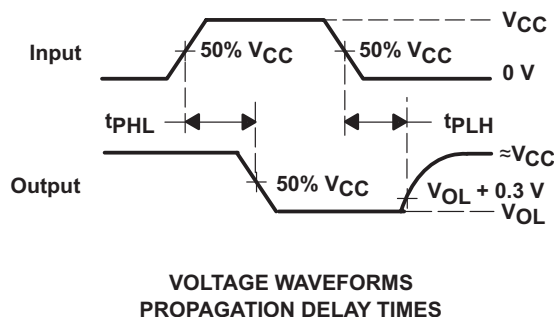 VCC
Input
50% VCC
50% VCC
0 V
tPHL
tPLH
≈VCC
Output
50% VCC
VOL + 0.3 V
VOL
VOLTAGE WAVEFORMS
PROPAGATION DELAY TIMES